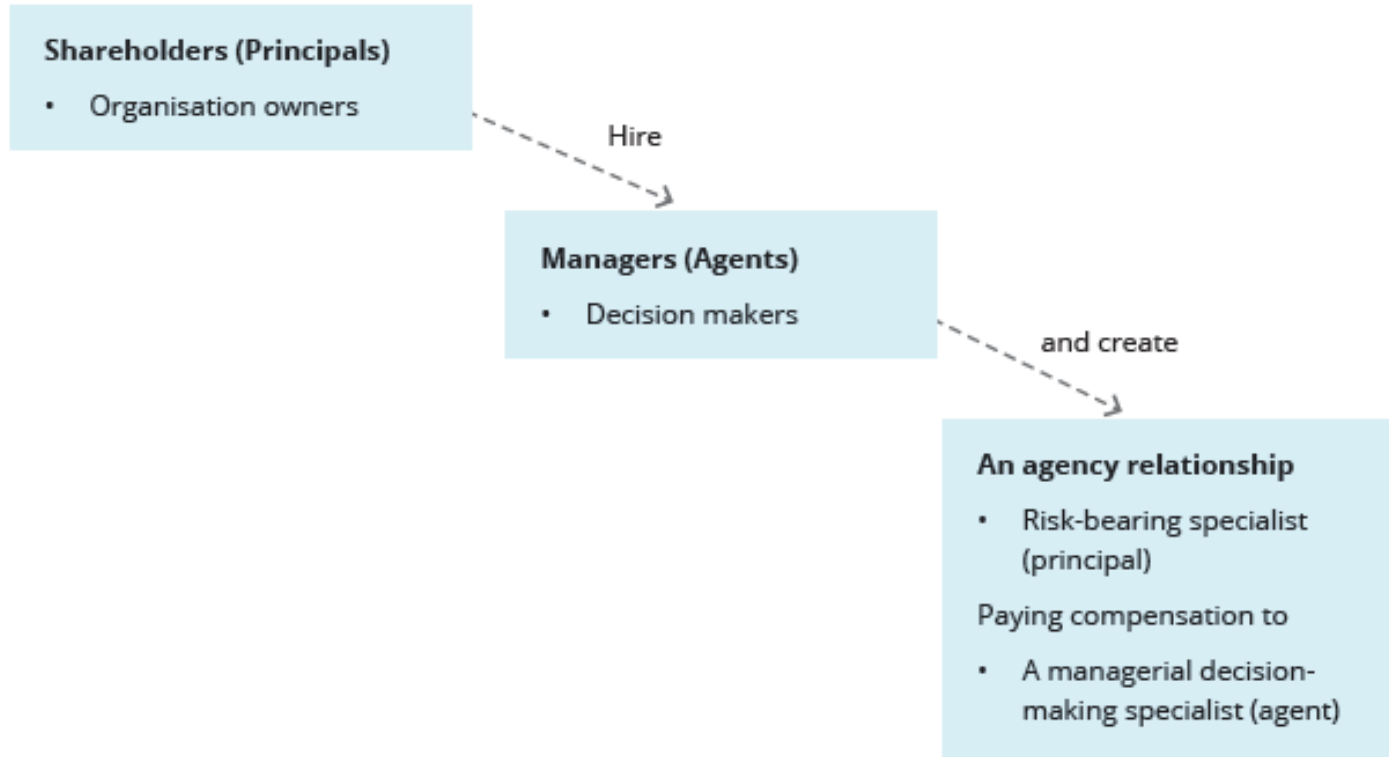 Shareholders (Principals)
• Organisation owners
Hire
Managers (Agents)
• Decision makers
and create
An agency relationship
• Risk-bearing specialist
(principal)
Paying compensation to
• A managerial decision-
making specialist (agent)